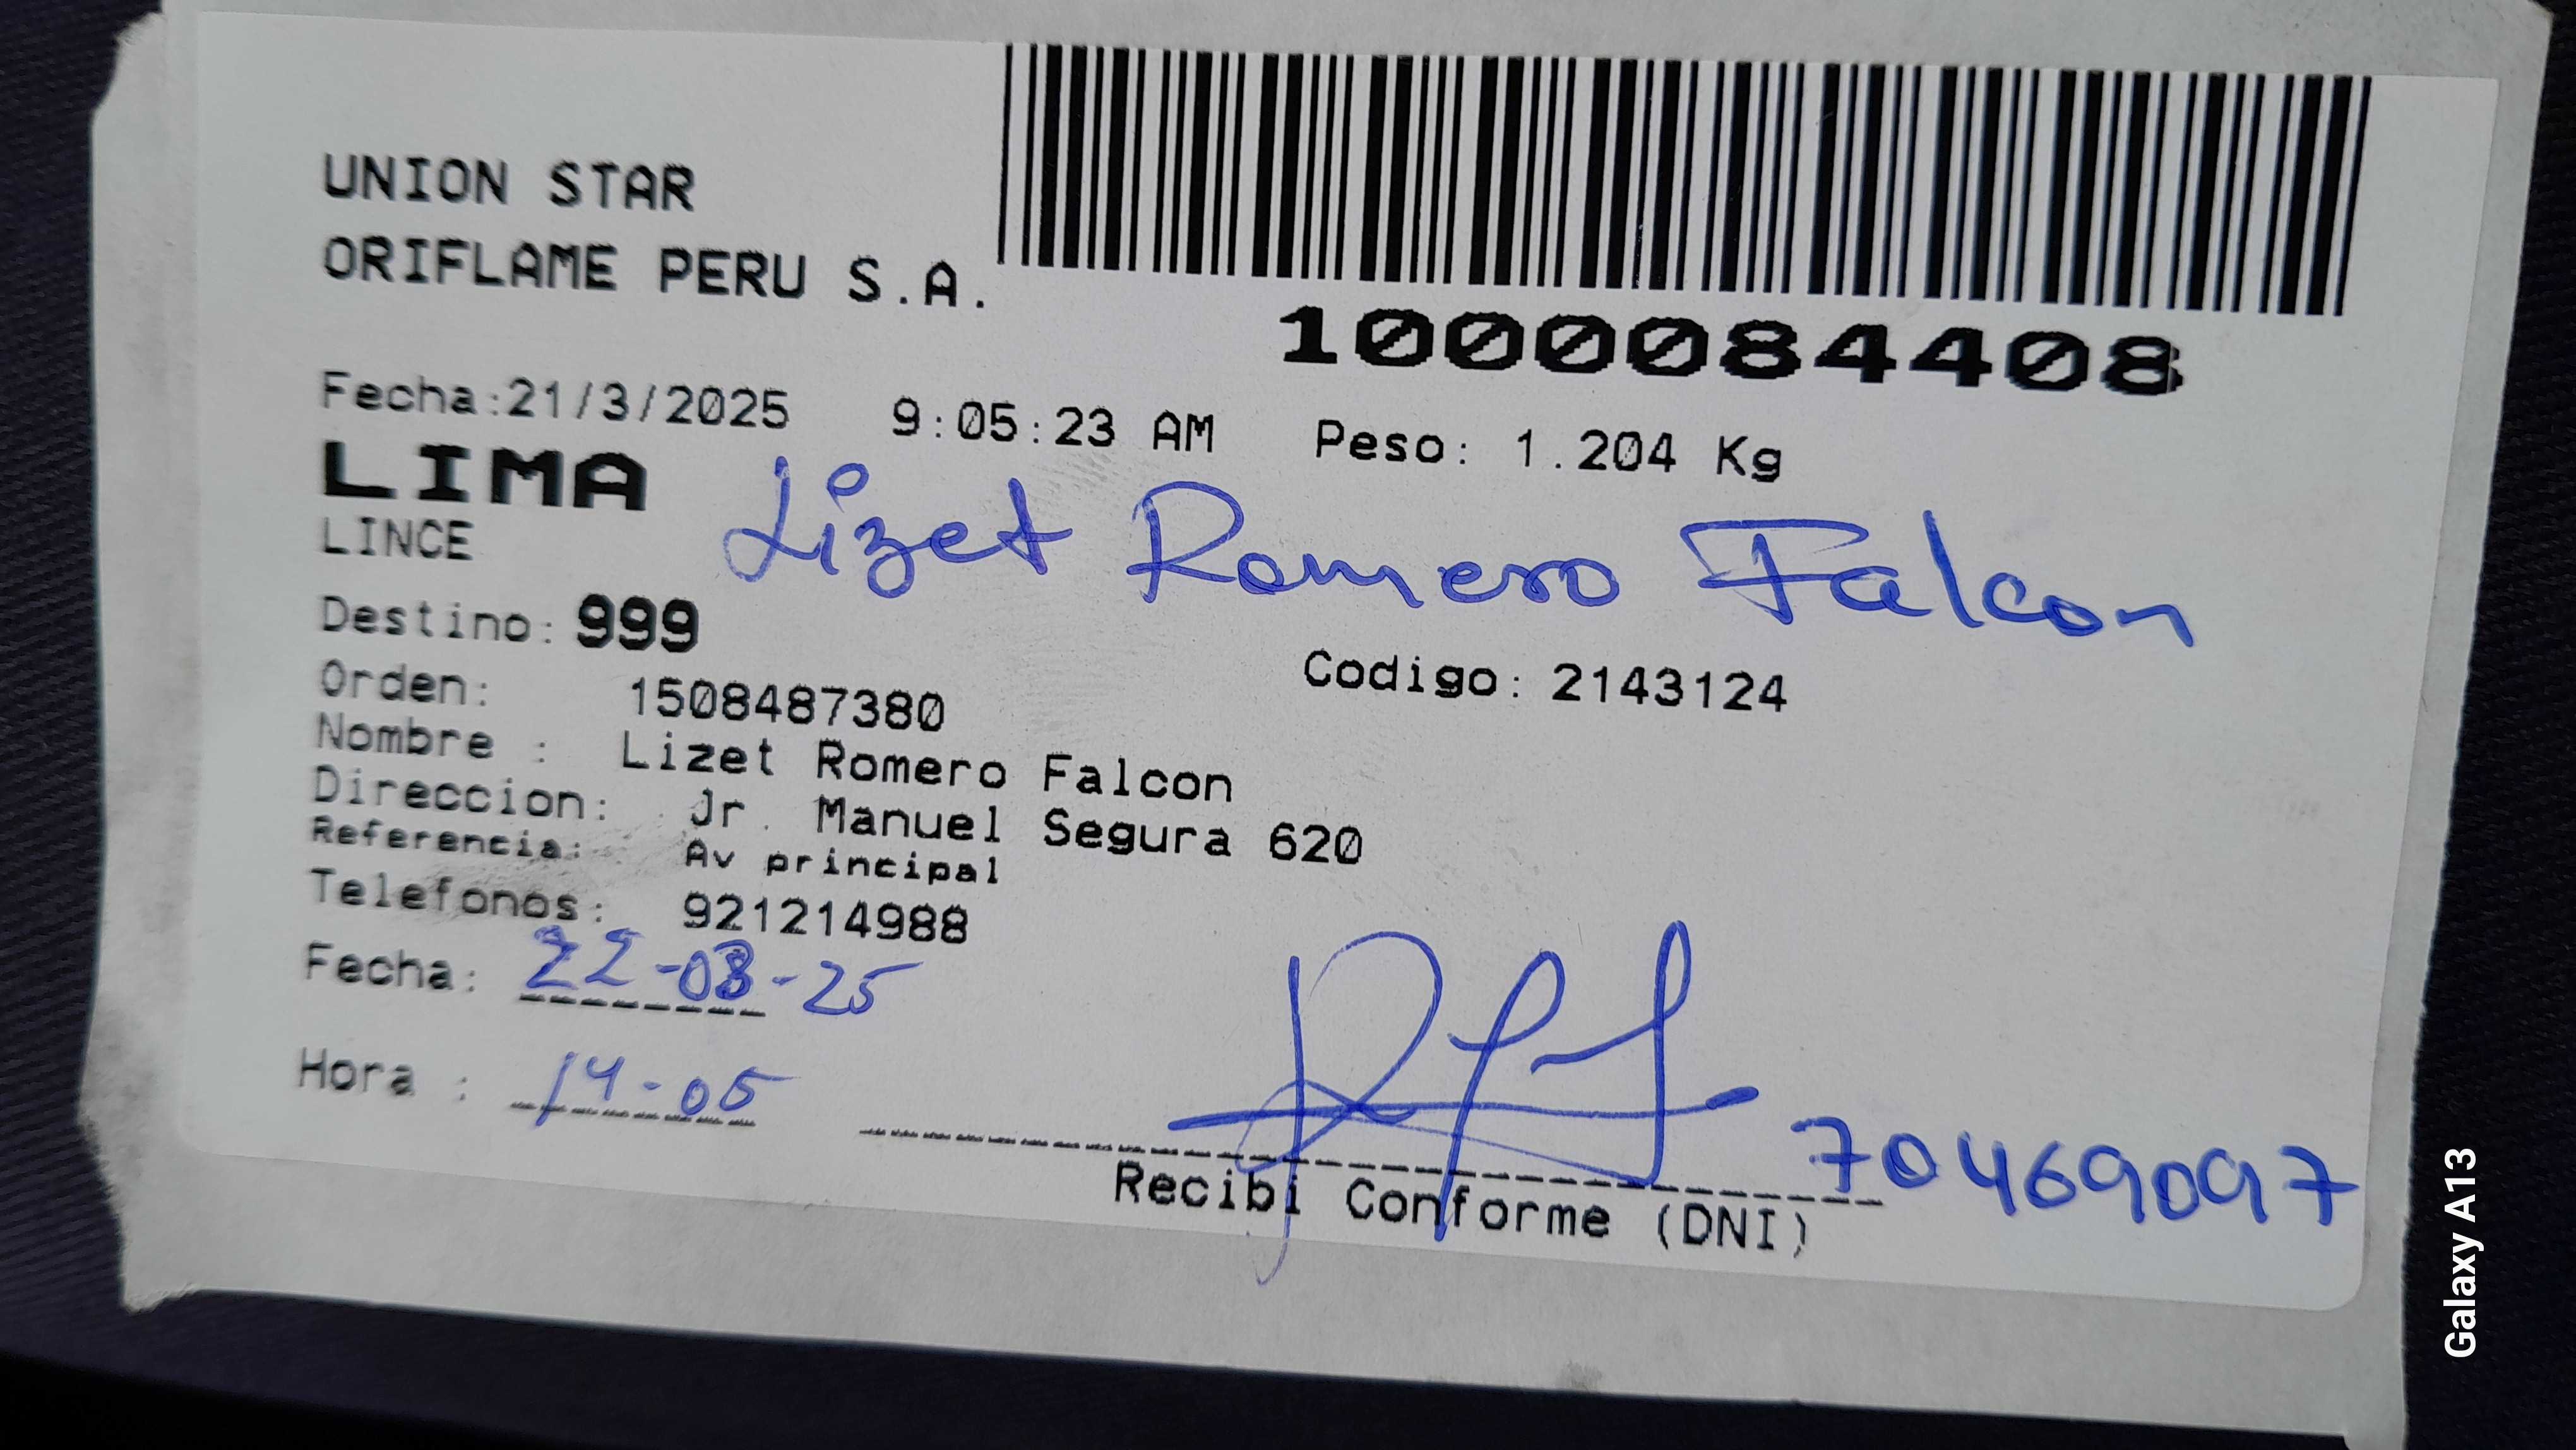 UNION STAR
ORIFLAME PERU S.A.
1000084408
Fecha:21/3/2025 9:05:23 AM Peso: 1.204 Kg
LIMA
Lizet Romero Falcon
LINCE
Destino: 999
Orden: 1508487380 Codigo: 2143124
Nombre : Lizet Romero Falcon
Direccion: Jr. Manuel Segura 620
Referencia: Av principal
Telefonos: 921214988
Fecha: 22-03-25
Hora : 14-05
70469097
Recibi Conforme (DNI)
Galaxy A13